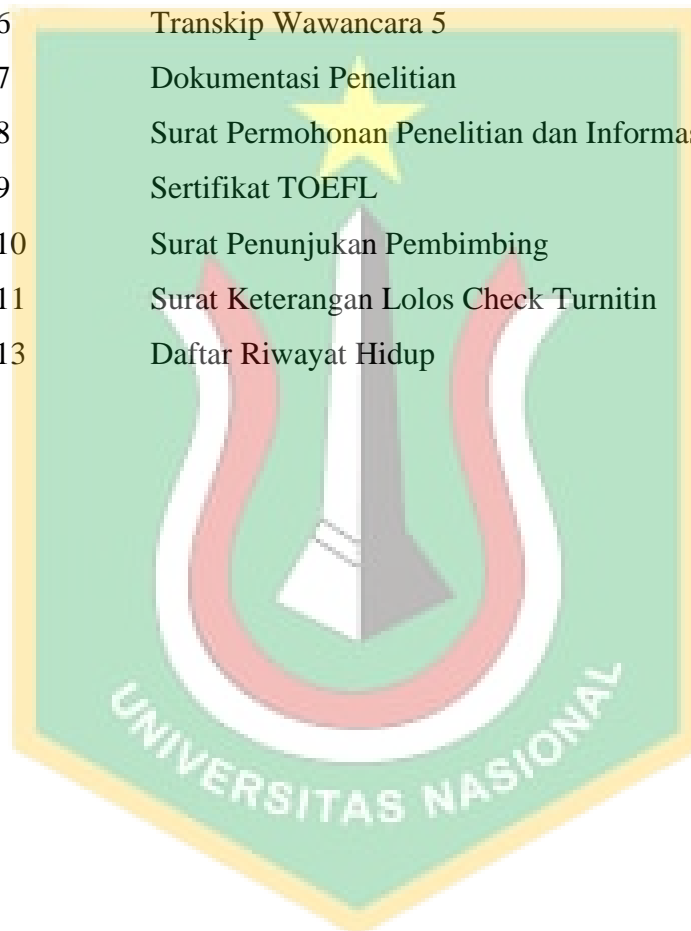 6 Transkip Wawancara 5
7 Dokumentasi Penelitian
8 Surat Permohonan Penelitian dan Informas
9 Sertifikat TOEFL
10 Surat Penunjukan Pembimbing
11 Surat Keterangan Lolos Check Turnitin
13 Daftar Riwayat Hidup
UNIVERSITAS NASIONAL